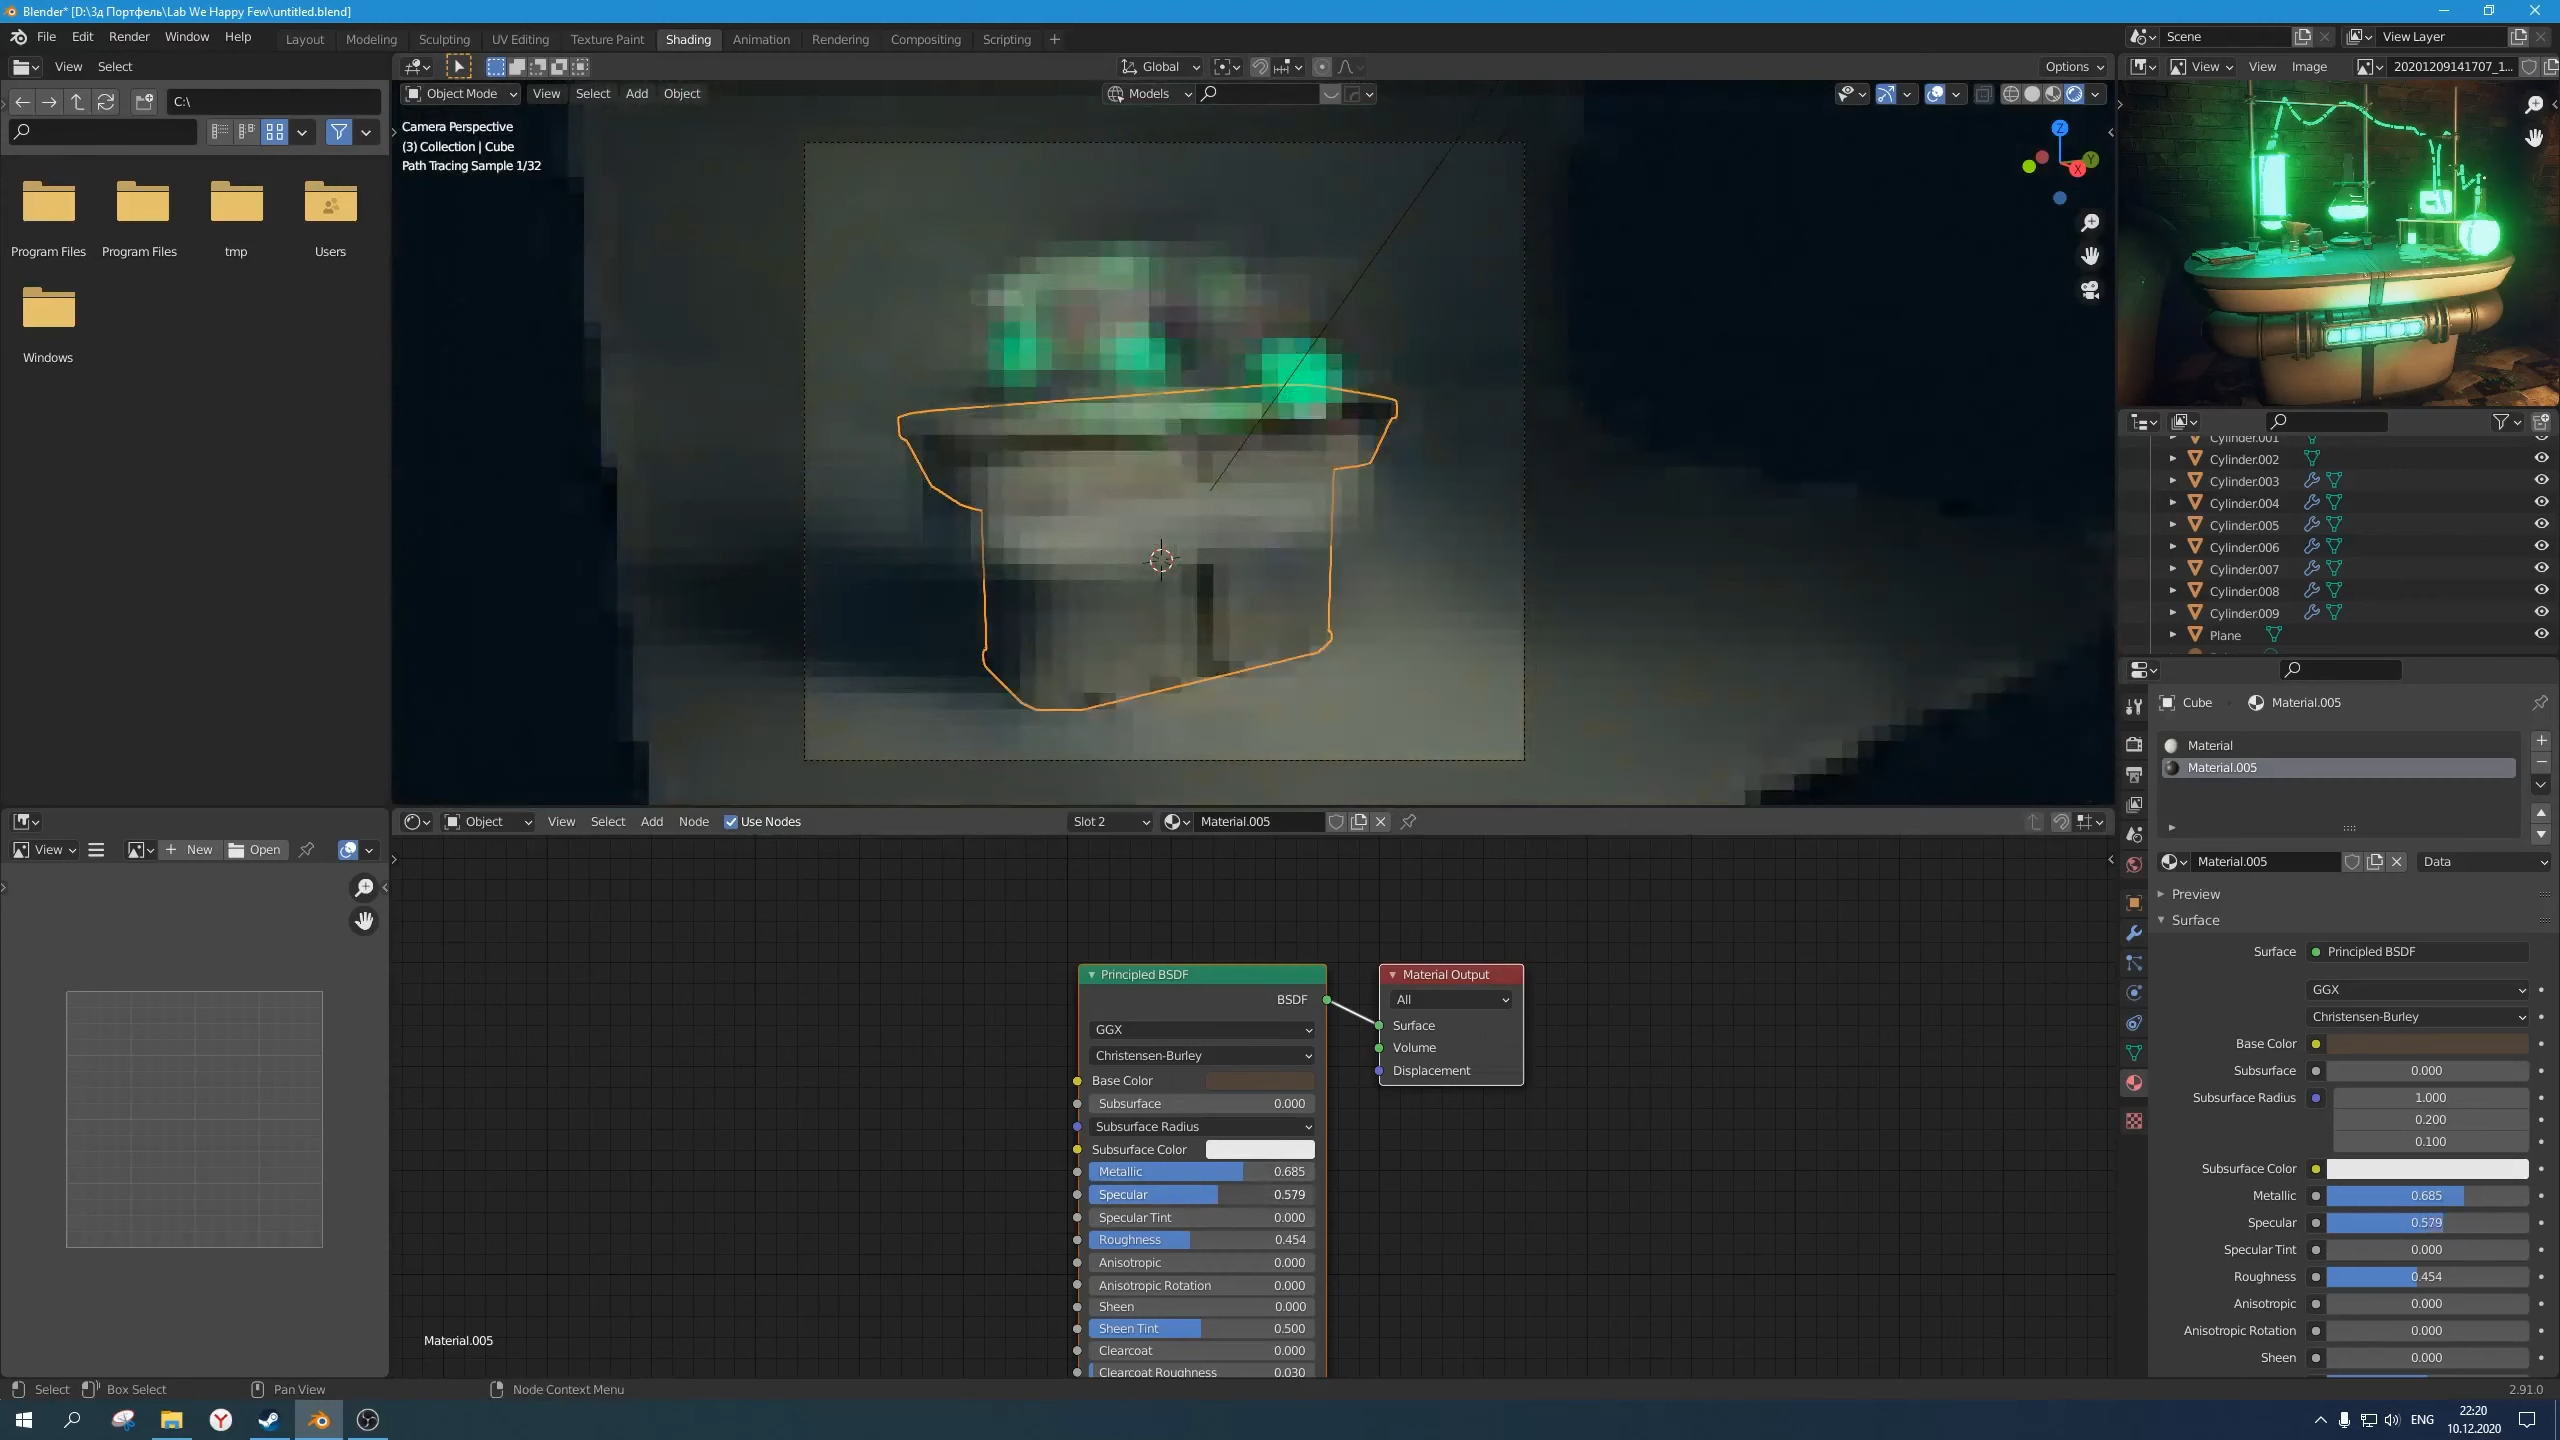 Blender* [D:\3д Портфель\Lab We Happy Few\untitled.blend]
File Edit Render Window Help Layout Modeling Sculpting UV Editing Texture Paint Shading Animation Rendering Compositing Scripting +
Scene View Layer
View Select
Global Options
View View Image 20201209141707_1...
C:\
Object Mode View Select Add Object Models
Camera Perspective
(3) Collection | Cube
Path Tracing Sample 1/32
Z
Y
X
Program Files Program Files tmp Users
Windows
Cylinder.001
Cylinder.002
Cylinder.003
Cylinder.004
Cylinder.005
Cylinder.006
Cylinder.007
Cylinder.008
Cylinder.009
Plane
Cube Material.005
Material
Material.005
Material.005 Data
Preview
Surface
Surface Principled BSDF
GGX
Christensen-Burley
Base Color
Subsurface 0.000
Subsurface Radius 1.000
0.200
0.100
Subsurface Color
Metallic 0.685
Specular 0.579
Specular Tint 0.000
Roughness 0.454
Anisotropic 0.000
Anisotropic Rotation 0.000
Sheen 0.000
View New Open
Object View Select Add Node Use Nodes Slot 2 Material.005
Principled BSDF
BSDF
GGX
Christensen-Burley
Base Color
Subsurface 0.000
Subsurface Radius
Subsurface Color
Metallic 0.685
Specular 0.579
Specular Tint 0.000
Roughness 0.454
Anisotropic 0.000
Anisotropic Rotation 0.000
Sheen 0.000
Sheen Tint 0.500
Clearcoat 0.000
Clearcoat Roughness 0.030
Material Output
All
Surface
Volume
Displacement
Material.005
Select Box Select Pan View Node Context Menu 2.91.0
ENG 22:20
10.12.2020